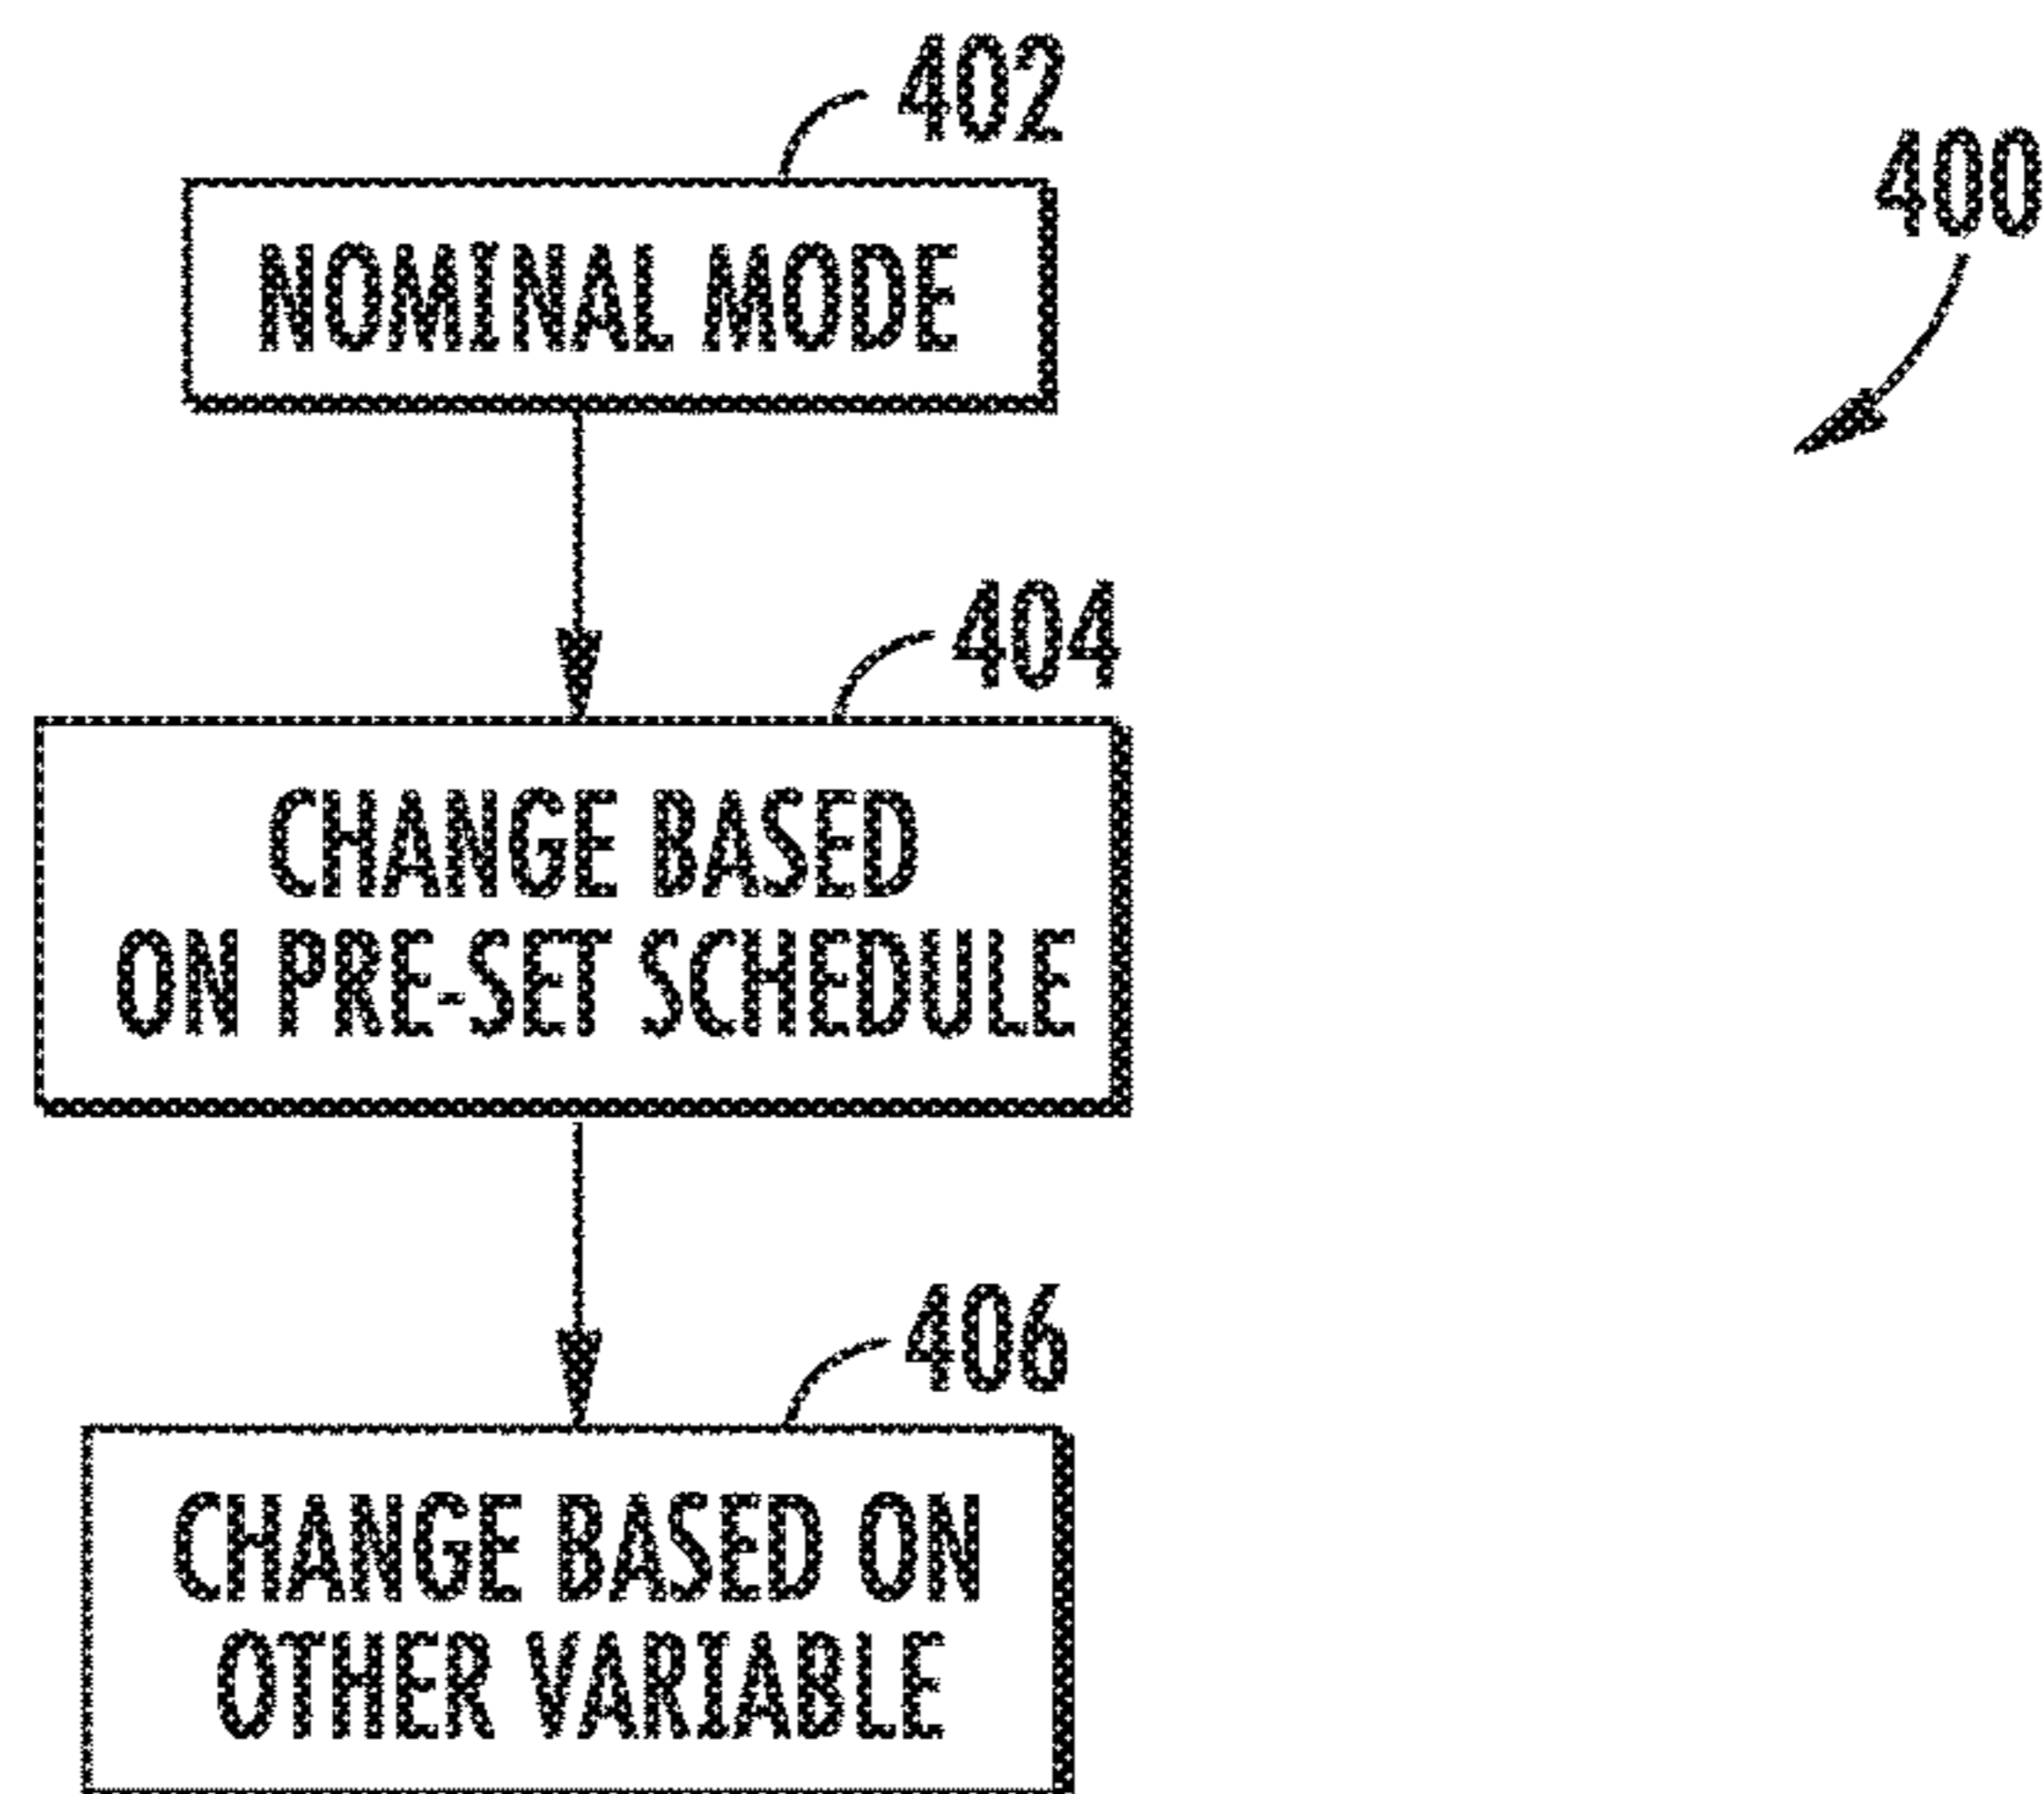 402
400
NOMINAL MODE
404
CHANGE BASED
ON PRE-SET SCHEDULE
406
CHANGE BASED ON
OTHER VARIABLE